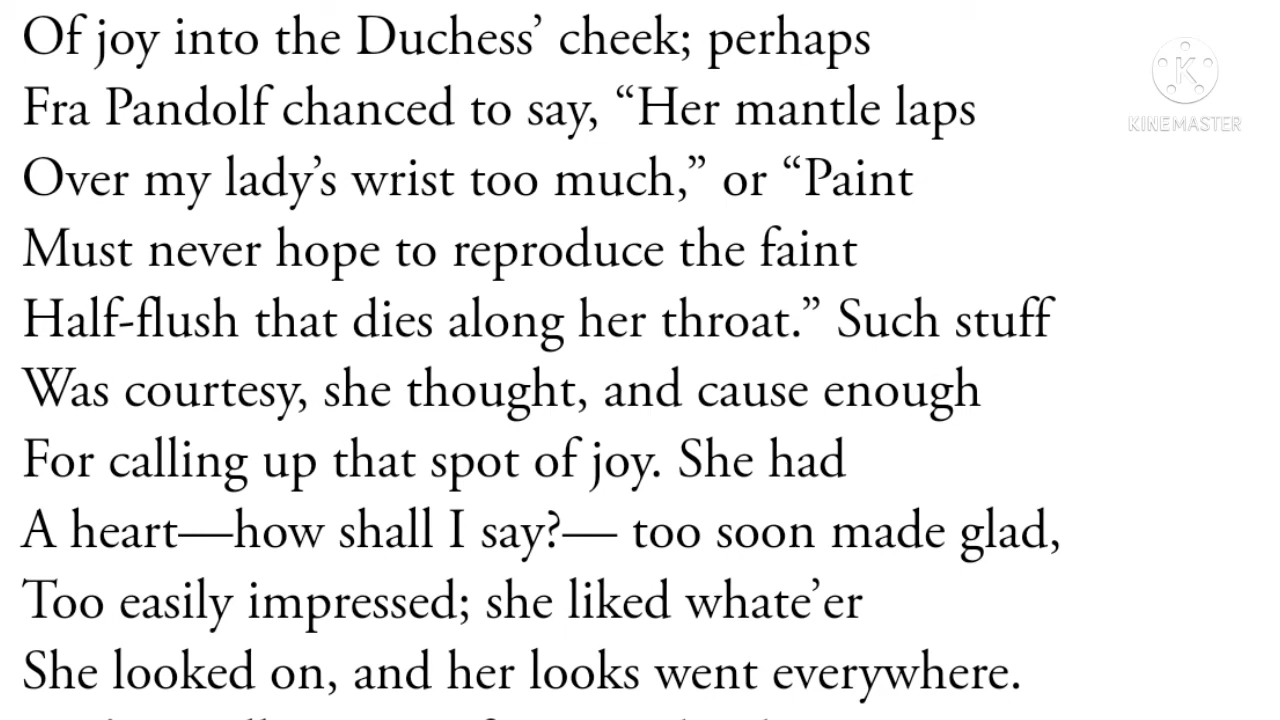 Of joy into the Duchess’ cheek; perhaps
Fra Pandolf chanced to say, “Her mantle laps
Over my lady’s wrist too much,” or “Paint
Must never hope to reproduce the faint
Half-flush that dies along her throat.” Such stuff
Was courtesy, she thought, and cause enough
For calling up that spot of joy. She had
A heart—how shall I say?— too soon made glad,
Too easily impressed; she liked whate’er
She looked on, and her looks went everywhere.
K
KINEMASTER